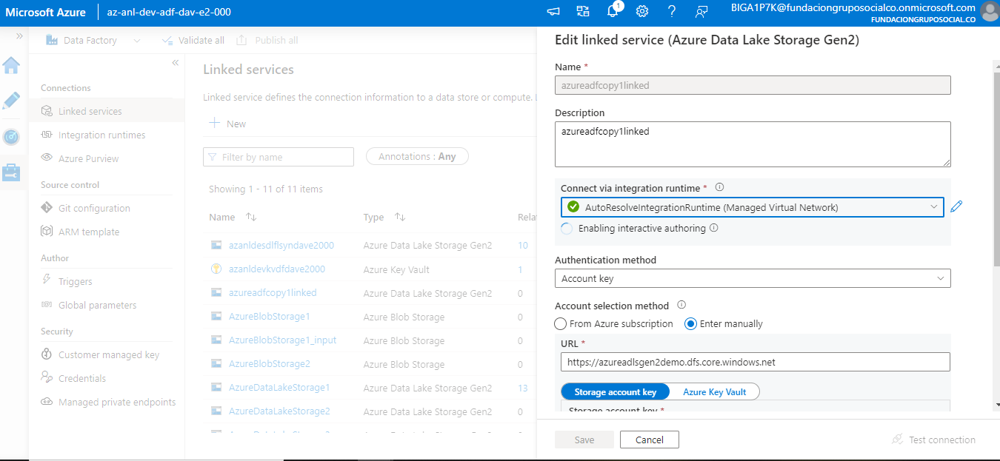 Microsoft Azure
az-anl-dev-adf-dav-e2-000
1
BIGA1P7K@fundaciongruposocialco.onmicrosoft.com
FUNDACIONGRUPOSOCIAL.CO
Data Factory
Validate all
Publish all
Connections
Linked services
Integration runtimes
Azure Purview
Source control
Git configuration
ARM template
Author
Triggers
Global parameters
Security
Customer managed key
Credentials
Managed private endpoints
Linked services
Linked service defines the connection information to a data store or compute.
New
Filter by name
Annotations : Any
Showing 1 - 11 of 11 items
Name Type Rela
azanldesdlflsyndave2000 Azure Data Lake Storage Gen2 10
azanldevkvdfdave2000 Azure Key Vault 1
azureadfcopy1linked Azure Data Lake Storage Gen2 0
AzureBlobStorage1 Azure Blob Storage 0
AzureBlobStorage1_input Azure Blob Storage 0
AzureBlobStorage2 Azure Blob Storage 0
AzureDataLakeStorage1 Azure Data Lake Storage Gen2 13
AzureDataLakeStorage2 Azure Data Lake Storage Gen2 0
Edit linked service (Azure Data Lake Storage Gen2)
Name *
azureadfcopy1linked
Description
azureadfcopy1linked
Connect via integration runtime *
AutoResolveIntegrationRuntime (Managed Virtual Network)
Enabling interactive authoring
Authentication method
Account key
Account selection method
From Azure subscription Enter manually
URL *
https://azureadlsgen2demo.dfs.core.windows.net
Storage account key Azure Key Vault
Storage account key *
Save Cancel Test connection